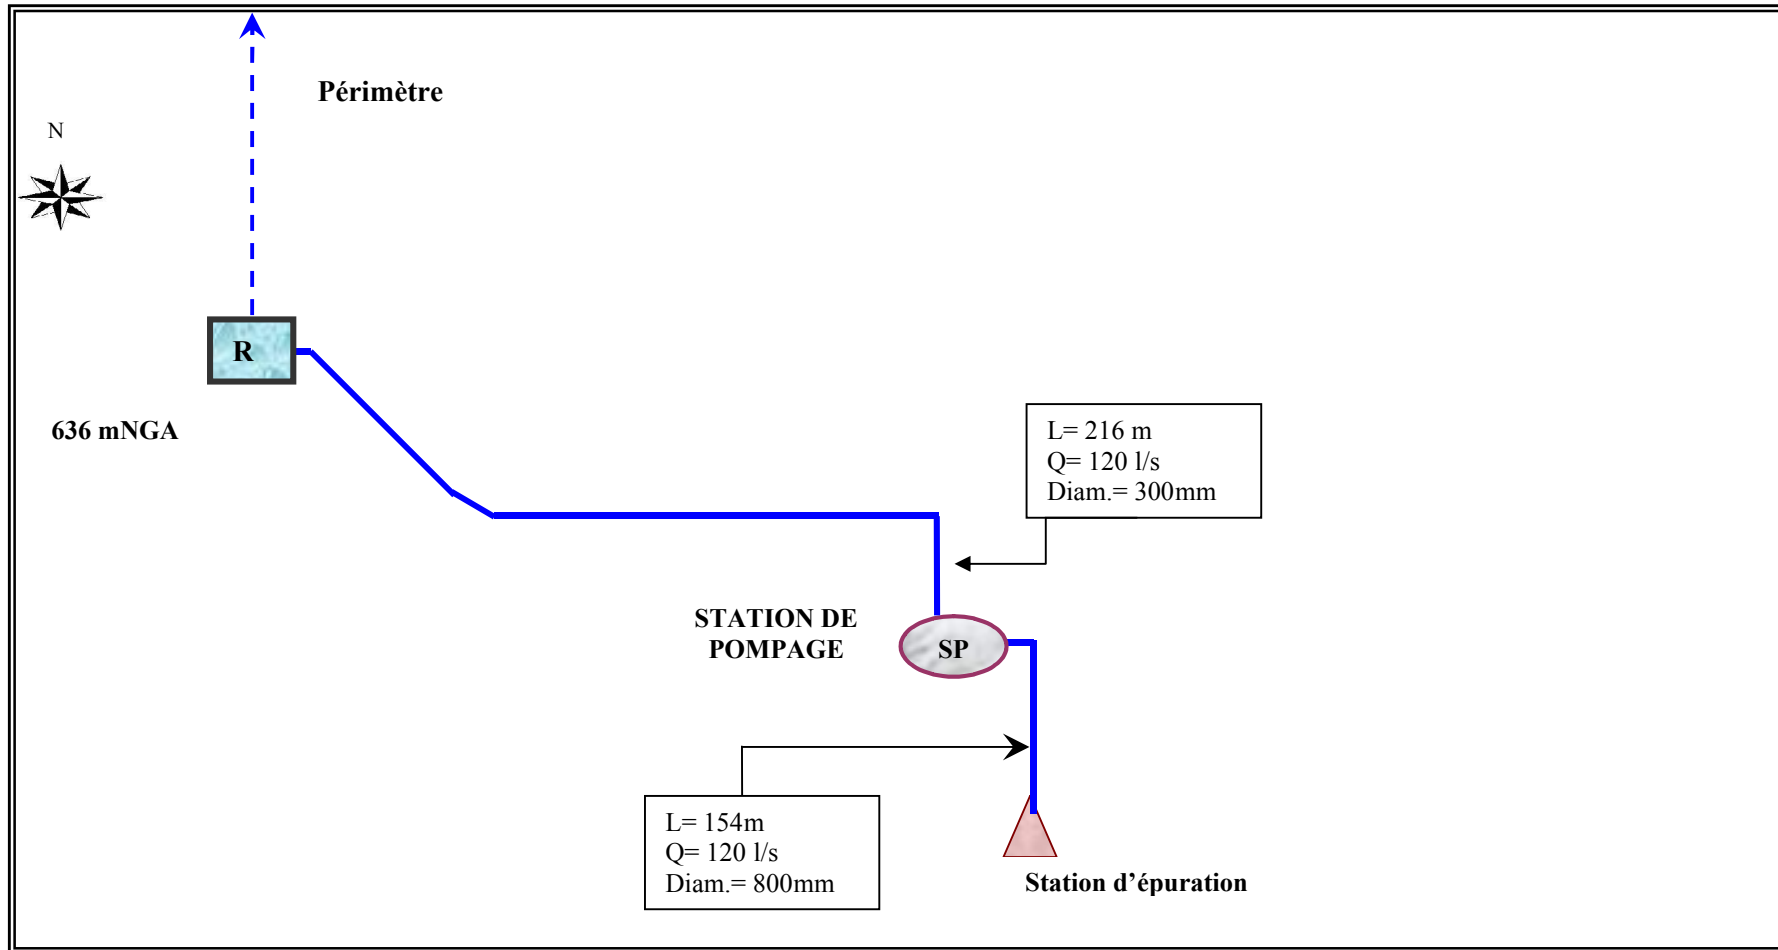 Périmètre
N
R
636 mNGA
L= 216 m
Q= 120 l/s
Diam.= 300mm
STATION DE
POMPAGE
SP
L= 154m
Q= 120 l/s
Diam.= 800mm
Station d’épuration